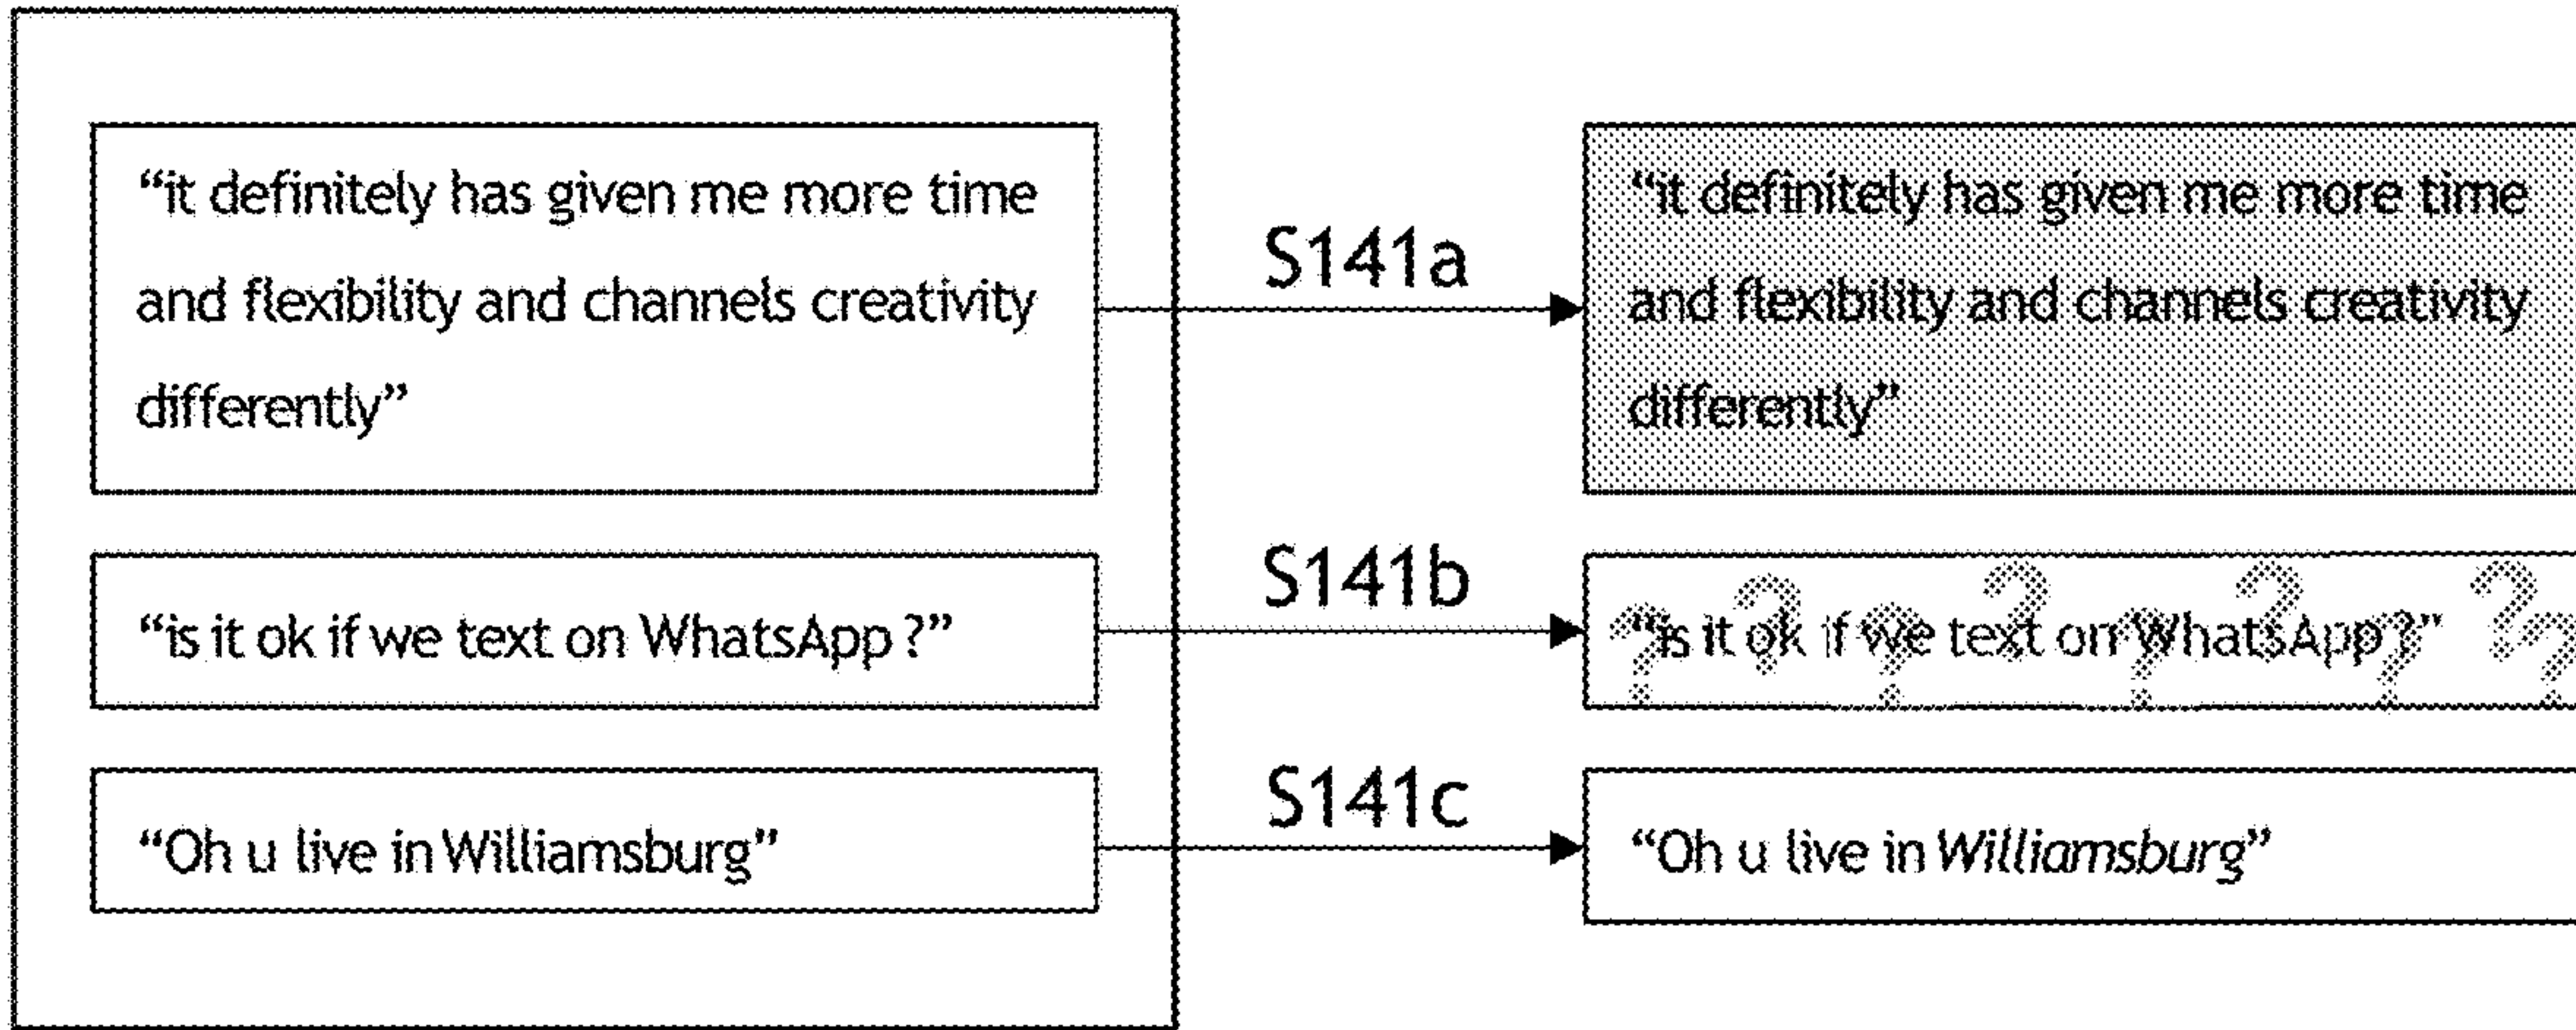 “it definitely has given me more time
and flexibility and channels creativity
differently”
S141a
“it definitely has given me more time
and flexibility and channels creativity
differently”
“is it ok if we text on WhatsApp ?”
S141b
“is it ok if we text on WhatsApp ?”
? ? ? ? ? ? ? ? ?
“Oh u live in Williamsburg”
S141c
“Oh u live in Williamsburg”